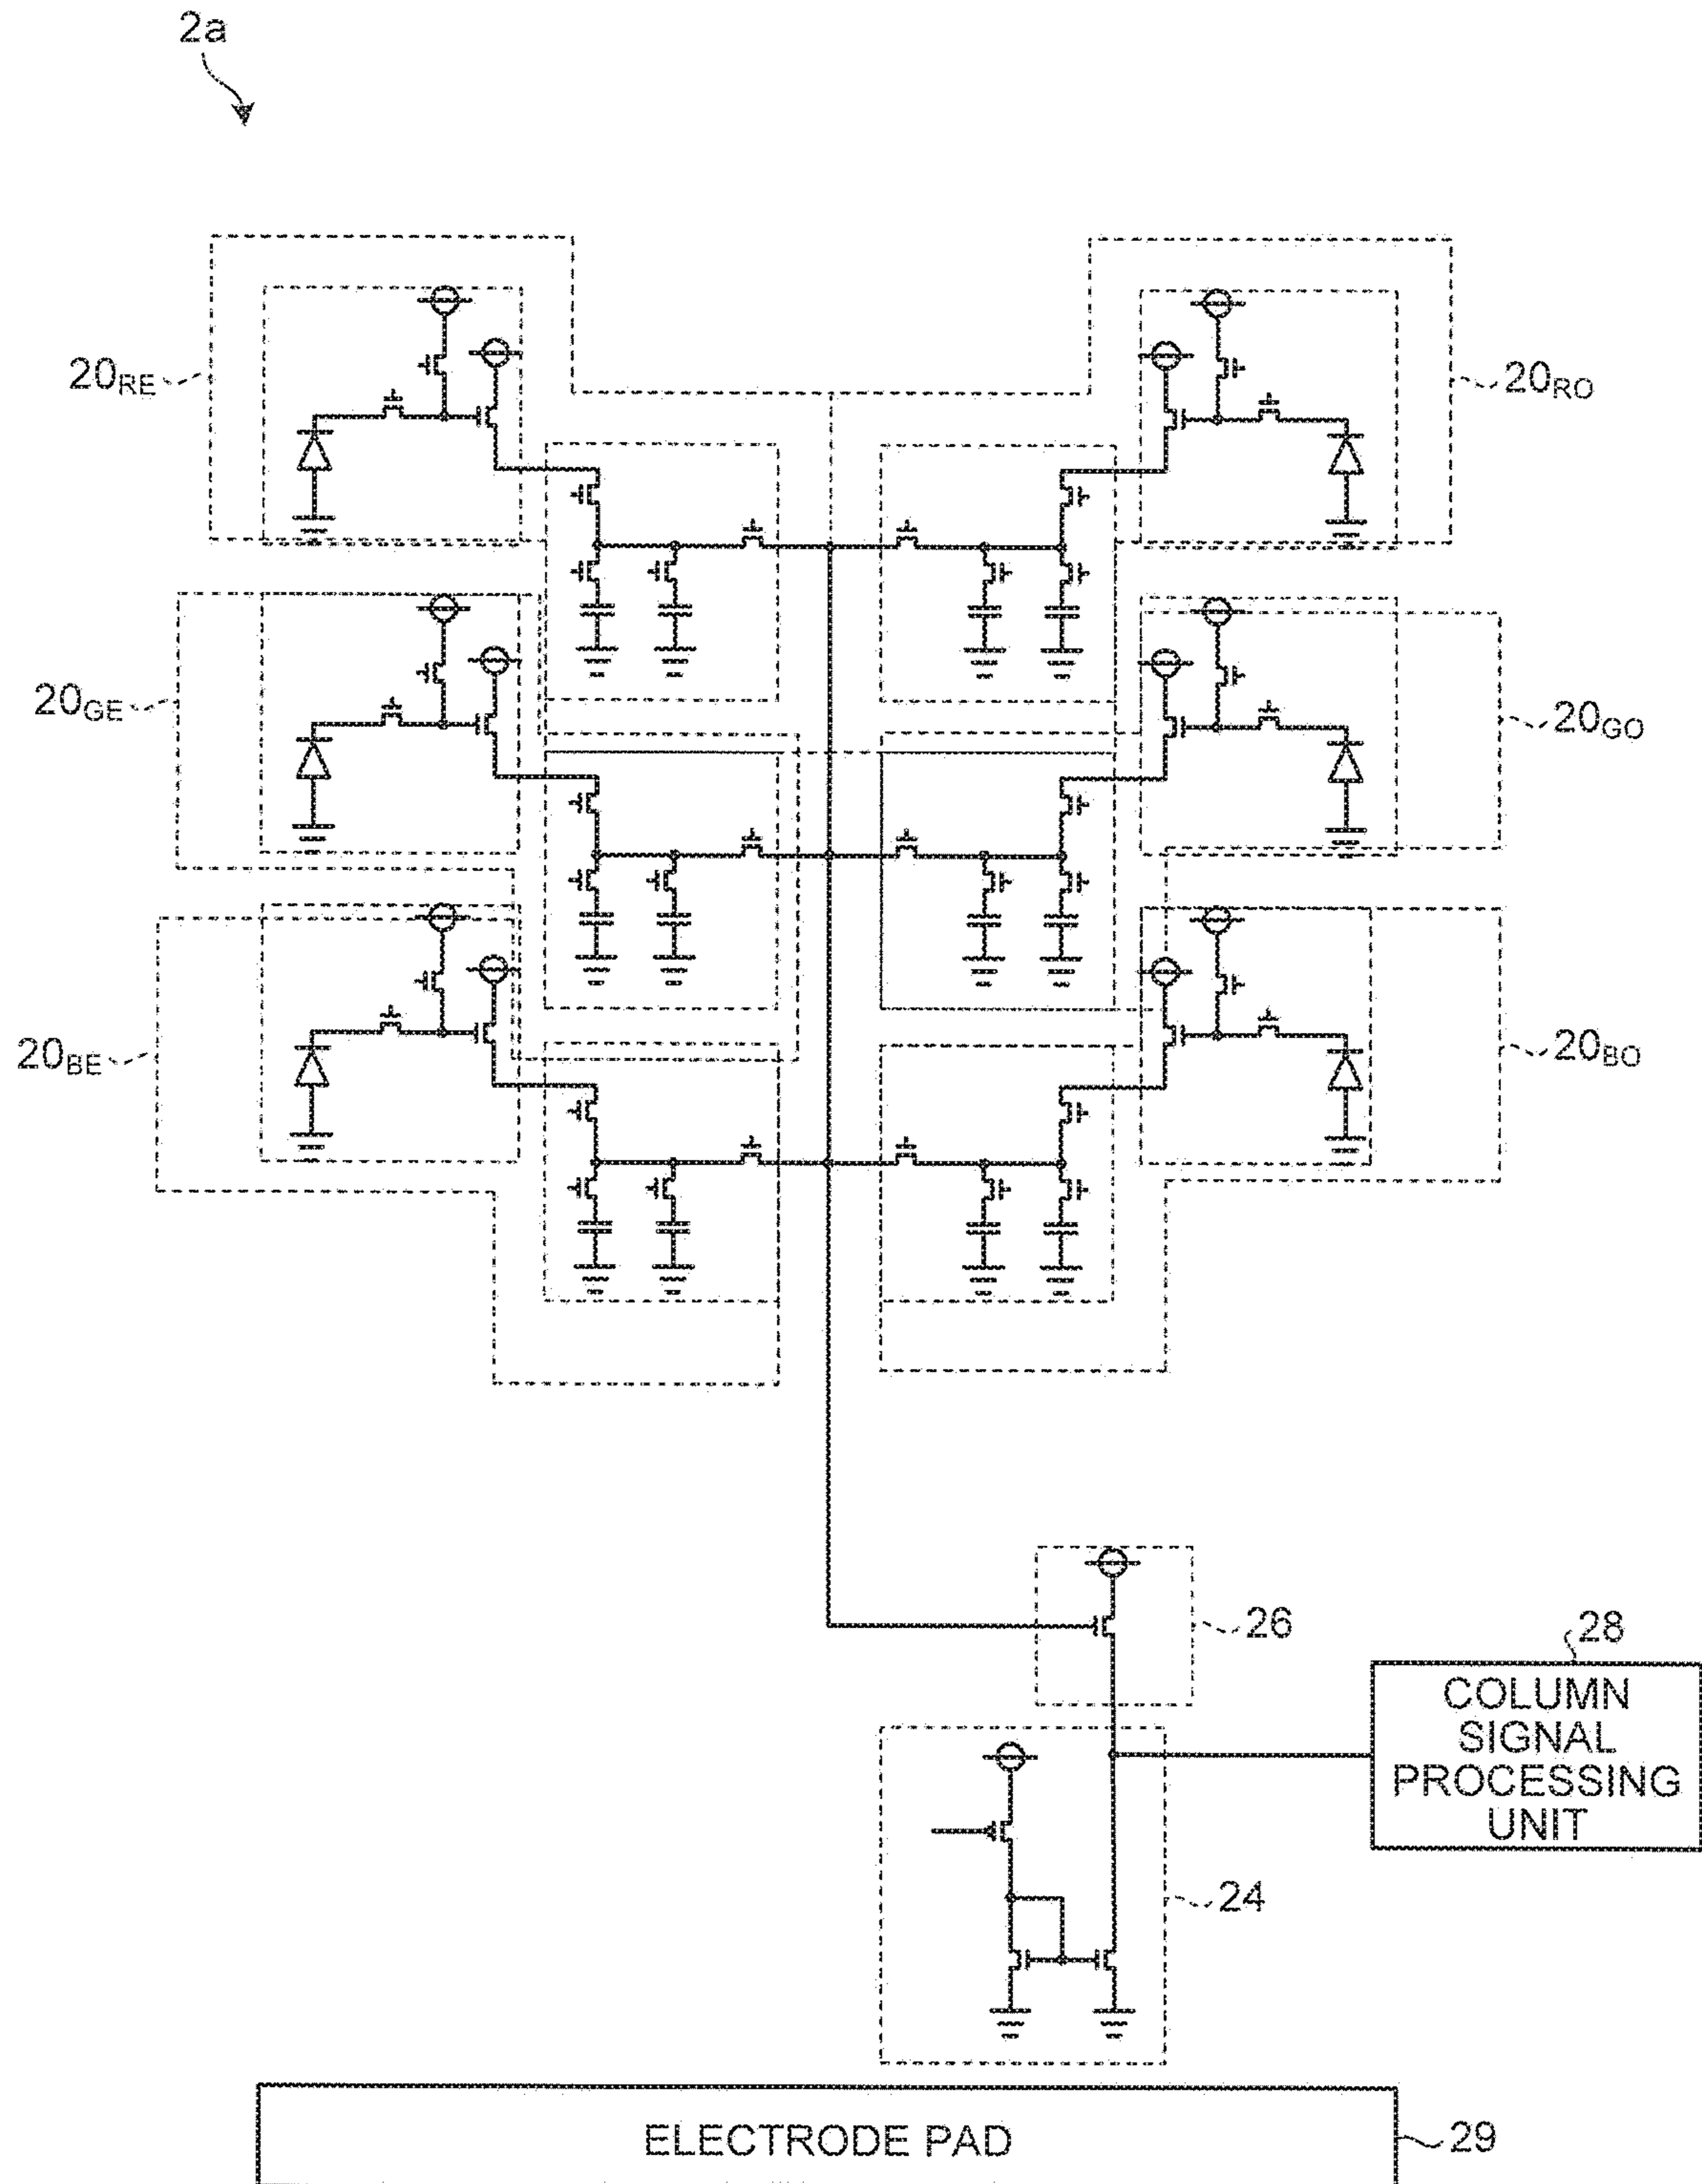 2a
20RE
20RO
20GE
20GO
20BE
20BO
26
28
COLUMN
SIGNAL
PROCESSING
UNIT
24
ELECTRODE PAD
29